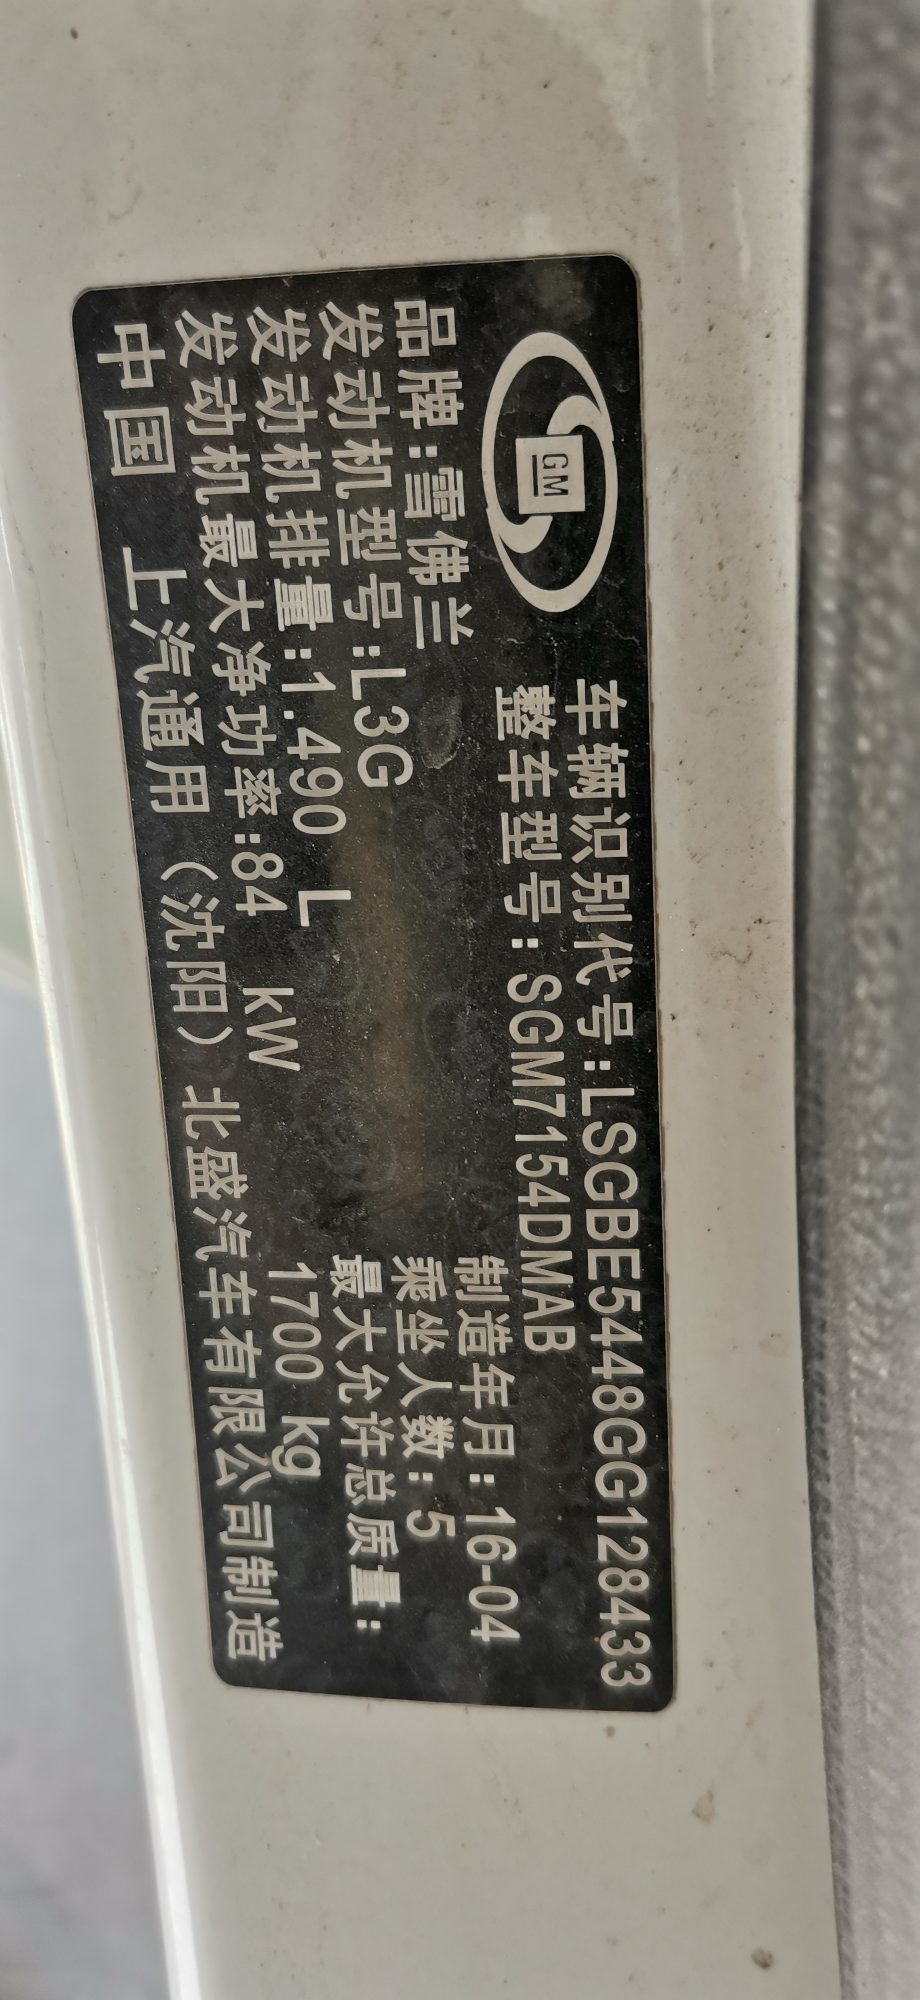 GM
车辆识别代号:LSGBE5448GG128433
整车型号:SGM7154DMAB
品牌:雪佛兰
制造年月:16-04
发动机型号:L3G
乘坐人数:5
发动机排量:1.490 L
最大允许总质量:
1700 kg
发动机最大净功率:84 kW
中国 上汽通用（沈阳）北盛汽车有限公司制造